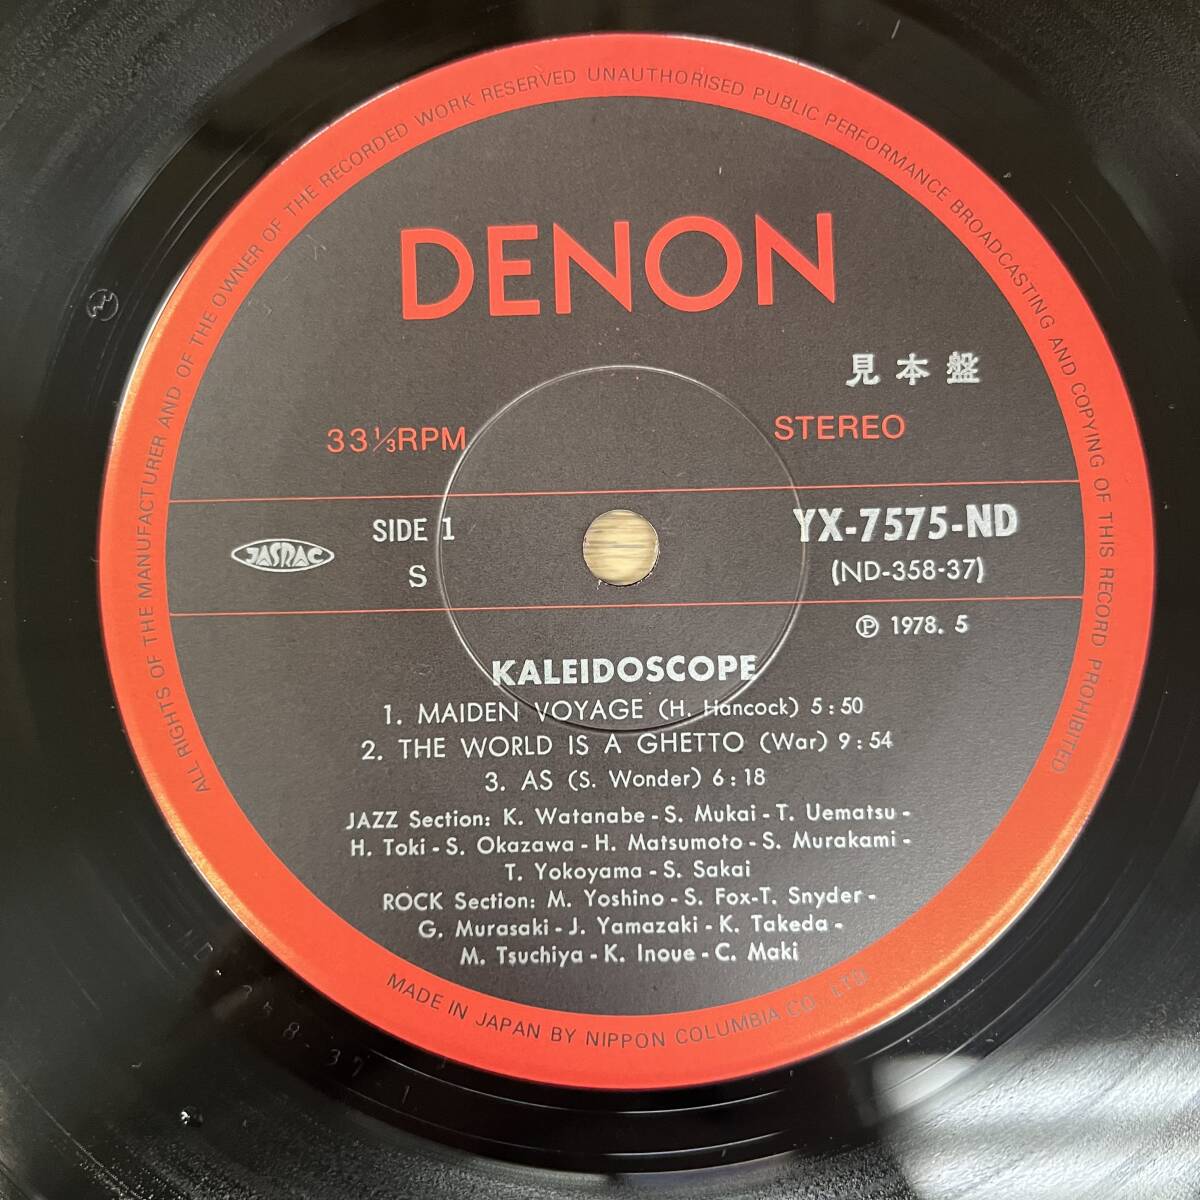 ALL RIGHTS OF THE MANUFACTURER AND OF THE OWNER OF THE RECORDED WORK RESERVED UNAUTHORISED PUBLIC PERFORMANCE BROADCASTING AND COPYING OF THIS RECORD PROHIBITED
DENON
見本盤
33⅓RPM
STEREO
JASRAC
SIDE 1
S
YX-7575-ND
(ND-358-37)
Ⓟ 1978. 5
KALEIDOSCOPE
1. MAIDEN VOYAGE (H. Hancock) 5:50
2. THE WORLD IS A GHETTO (War) 9:54
3. AS (S. Wonder) 6:18
JAZZ Section: K. Watanabe - S. Mukai - T. Uematsu -
H. Toki - S. Okazawa - H. Matsumoto - S. Murakami -
T. Yokoyama - S. Sakai
ROCK Section: M. Yoshino - S. Fox-T. Snyder -
G. Murasaki - J. Yamazaki - K. Takeda -
M. Tsuchiya - K. Inoue - C. Maki
MADE IN JAPAN BY NIPPON COLUMBIA CO., LTD.